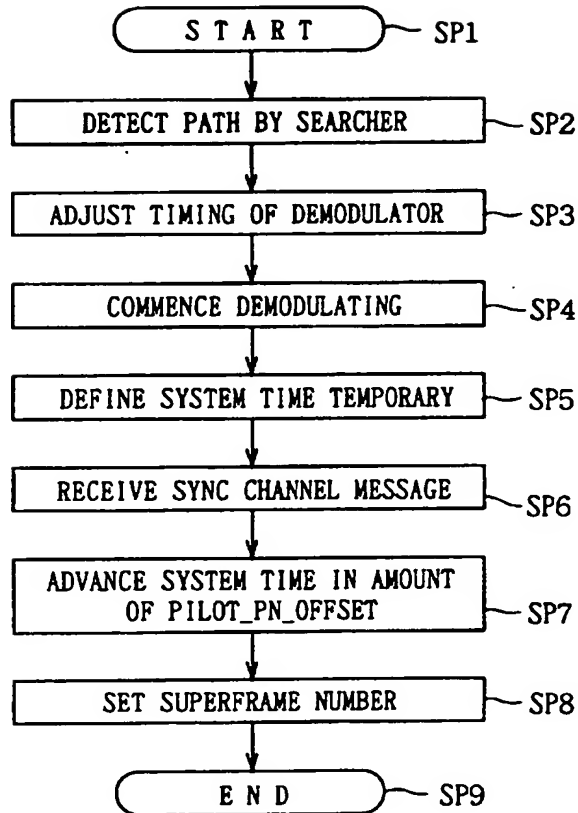 START SP1
DETECT PATH BY SEARCHER SP2
ADJUST TIMING OF DEMODULATOR SP3
COMMENCE DEMODULATING SP4
DEFINE SYSTEM TIME TEMPORARY SP5
RECEIVE SYNC CHANNEL MESSAGE SP6
ADVANCE SYSTEM TIME IN AMOUNT
OF PILOT_PN_OFFSET SP7
SET SUPERFRAME NUMBER SP8
END SP9